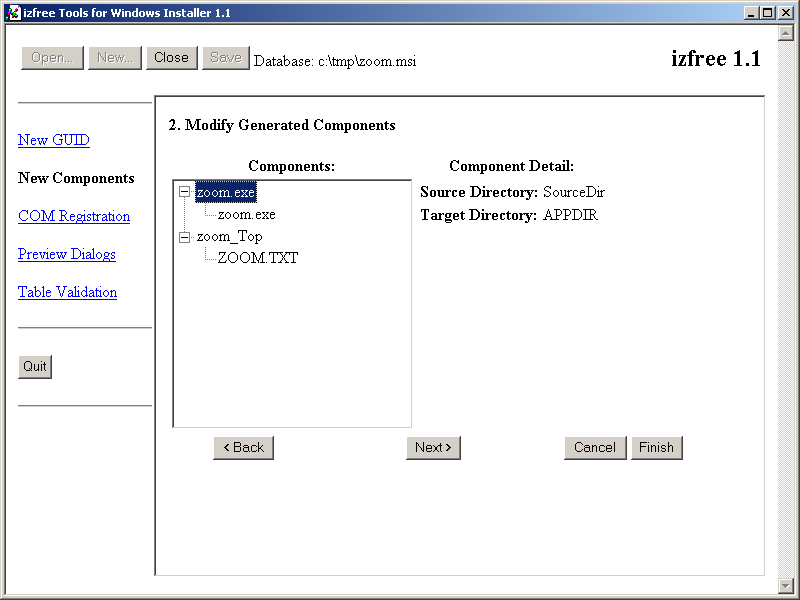 izfree Tools for Windows Installer 1.1
Open... New... Close Save Database: c:\tmp\zoom.msi izfree 1.1
2. Modify Generated Components
New GUID
New Components
COM Registration
Preview Dialogs
Table Validation
Quit
Components:
zoom.exe
zoom.exe
zoom_Top
ZOOM.TXT
Component Detail:
Source Directory: SourceDir
Target Directory: APPDIR
< Back Next > Cancel Finish